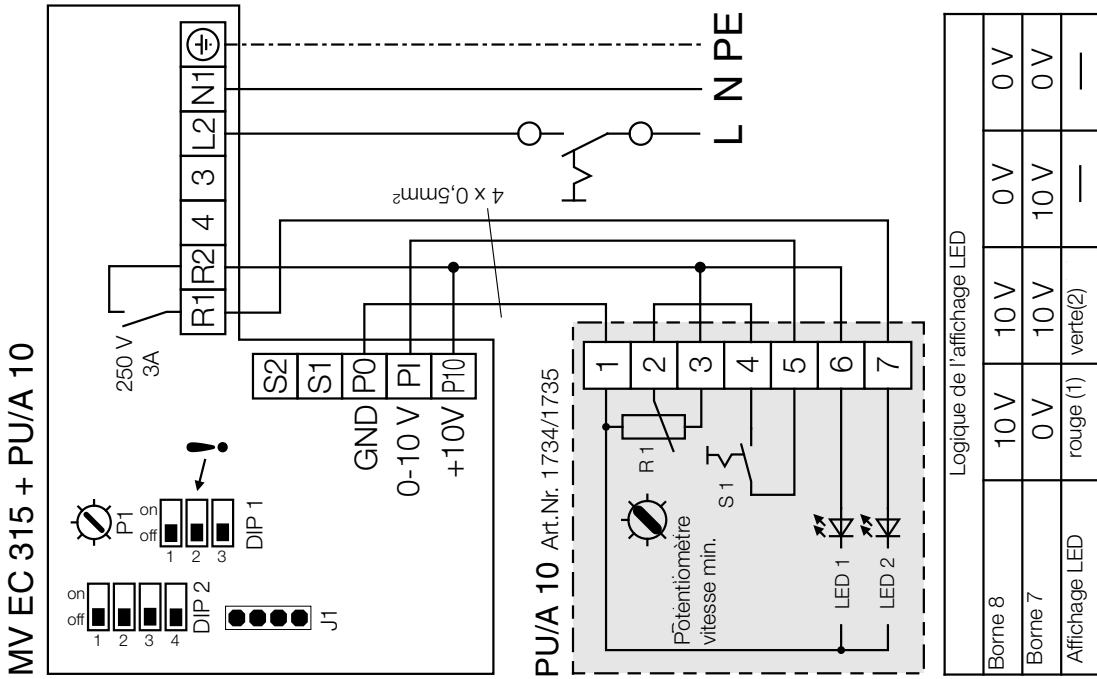 MV EC 315 + PU/A 10
250 V
3A
R1 R2 4 3 L2 N1
L N PE
4 x 0,5mm²
S2
S1
P0
PI
P10
GND
0-10 V
+10V
P1
on
off
1 2 3
DIP 1
on
off
1 2 3 4
DIP 2
J1
PU/A 10 Art.Nr. 1734/1735
1
2
3
4
5
6
7
R1
S 1
Potentiomètre
vitesse min.
LED 1
LED 2
Logique de l'affichage LED
Borne 8 10 V 10 V 0 V 0 V
Borne 7 0 V 10 V 10 V 0 V
Affichage LED rouge (1) verte(2) — —